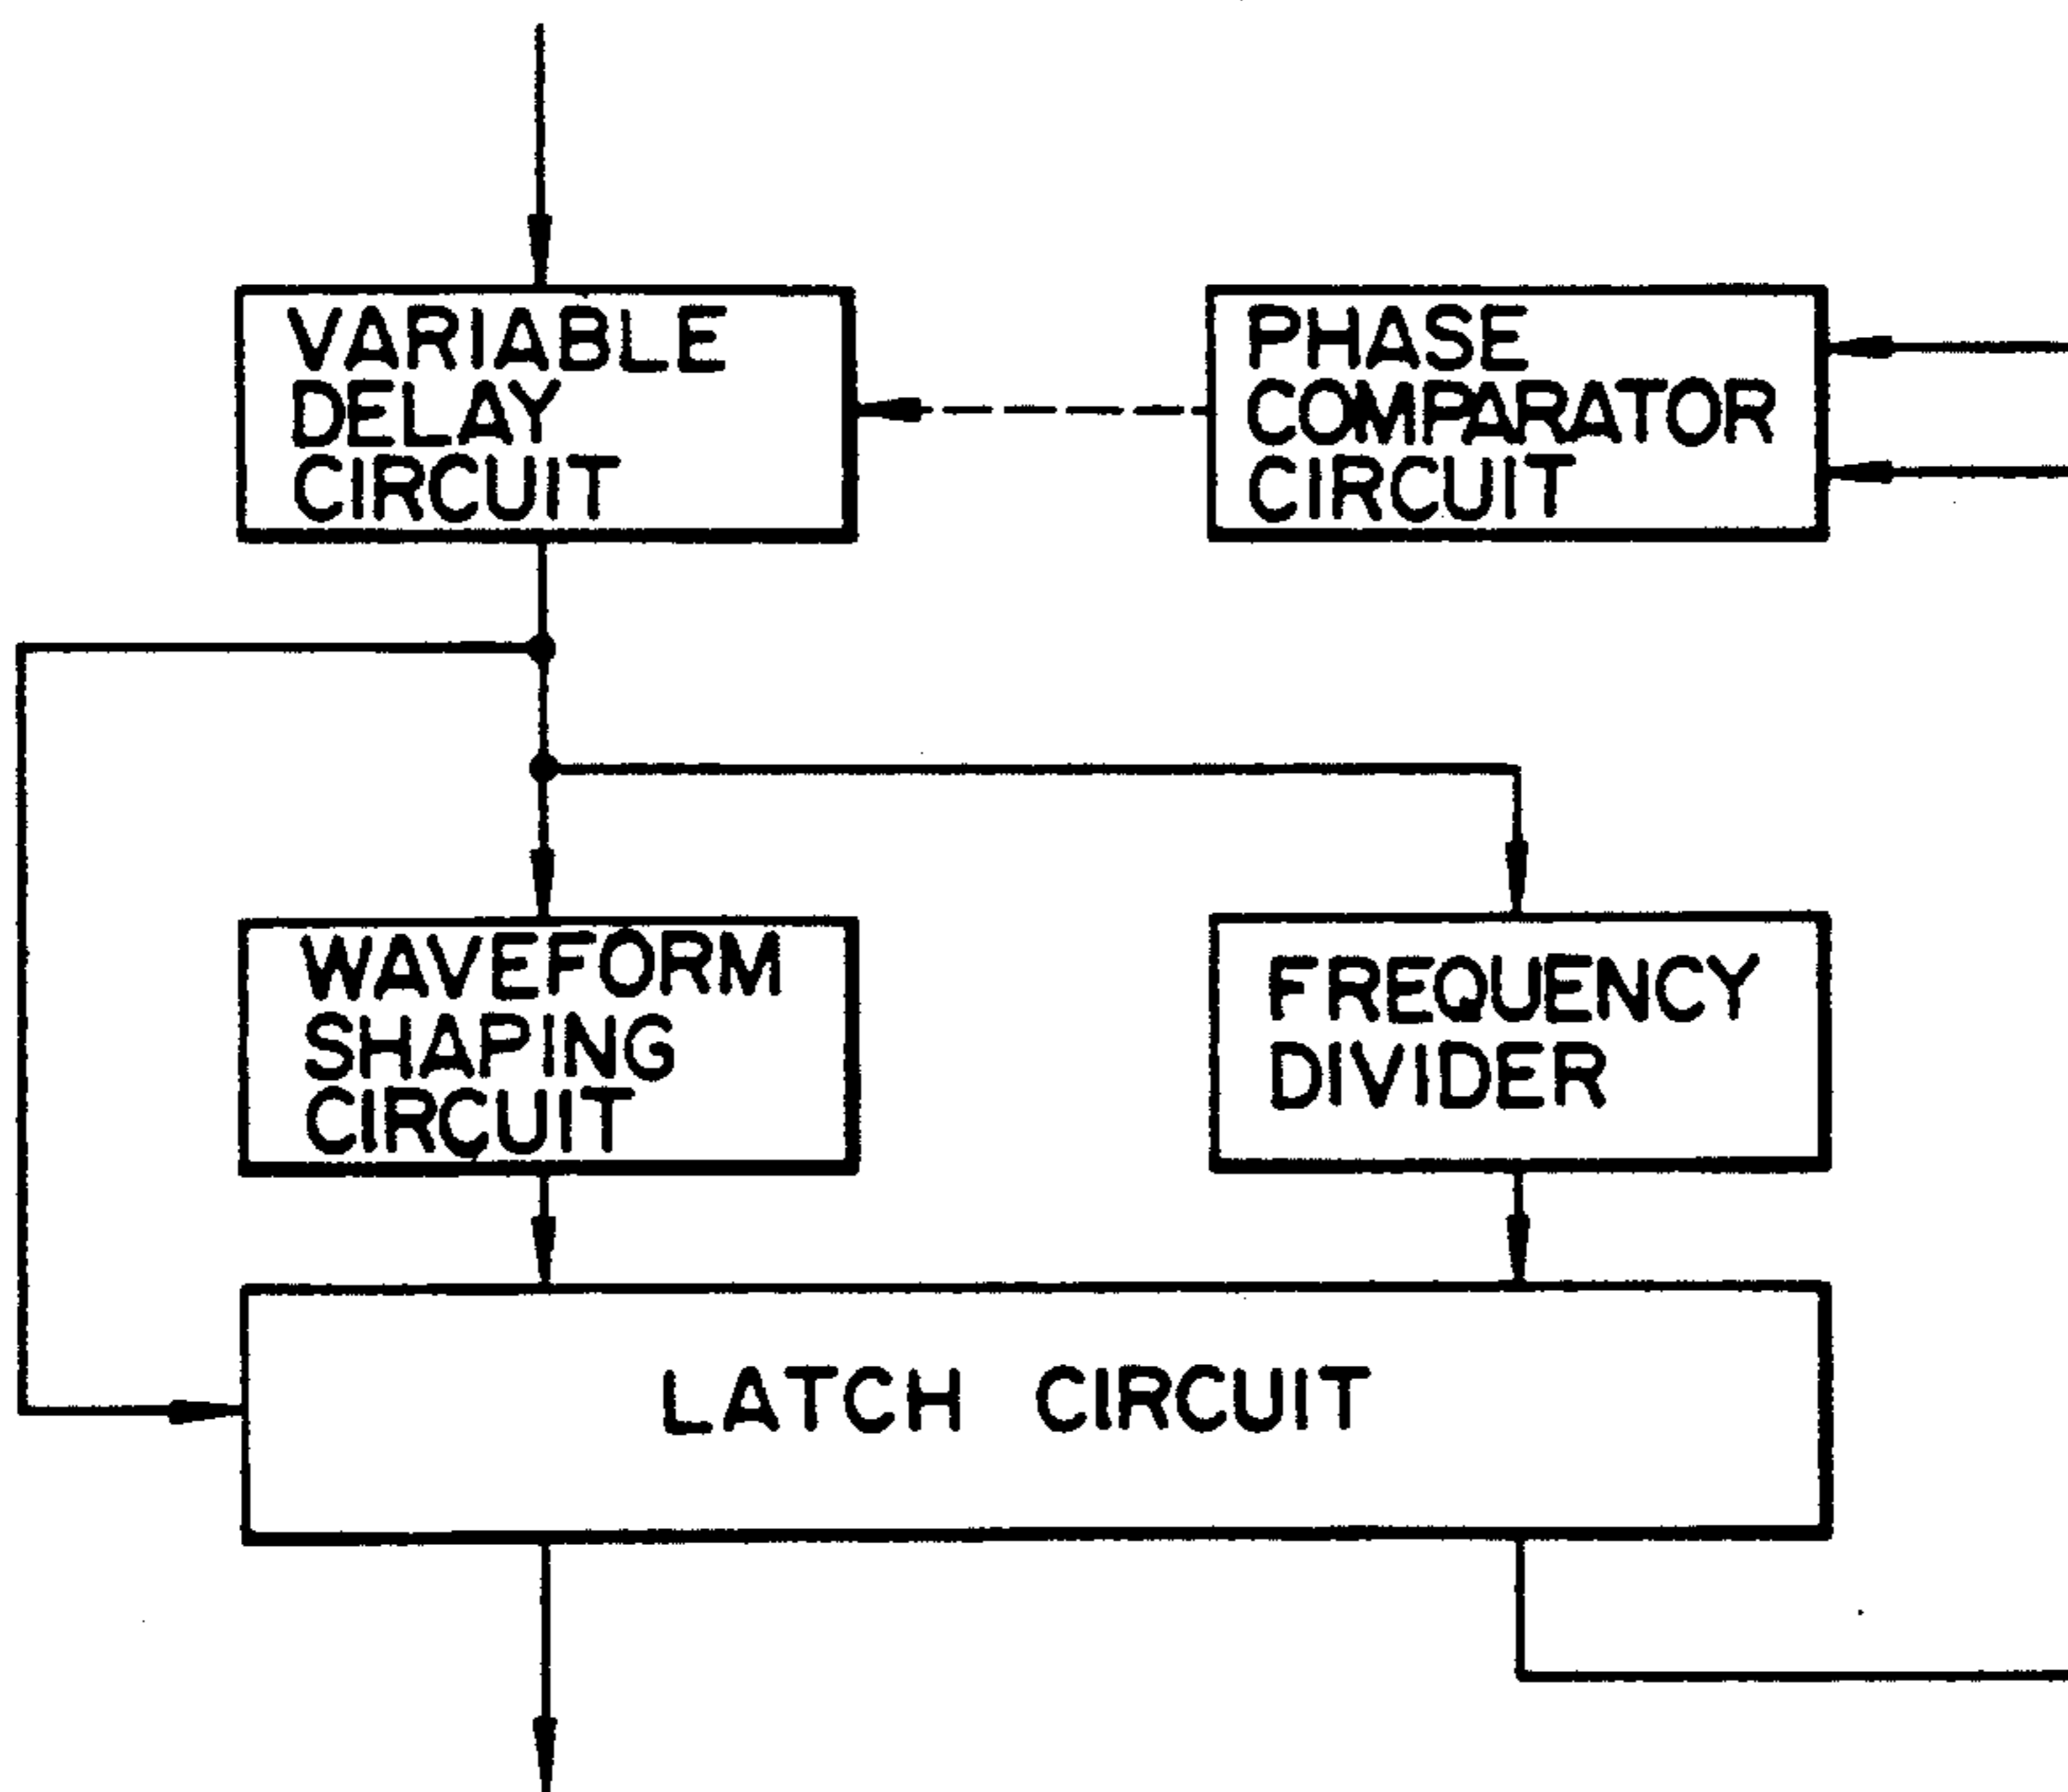 VARIABLE
DELAY
CIRCUIT
PHASE
COMPARATOR
CIRCUIT
WAVEFORM
SHAPING
CIRCUIT
FREQUENCY
DIVIDER
LATCH CIRCUIT